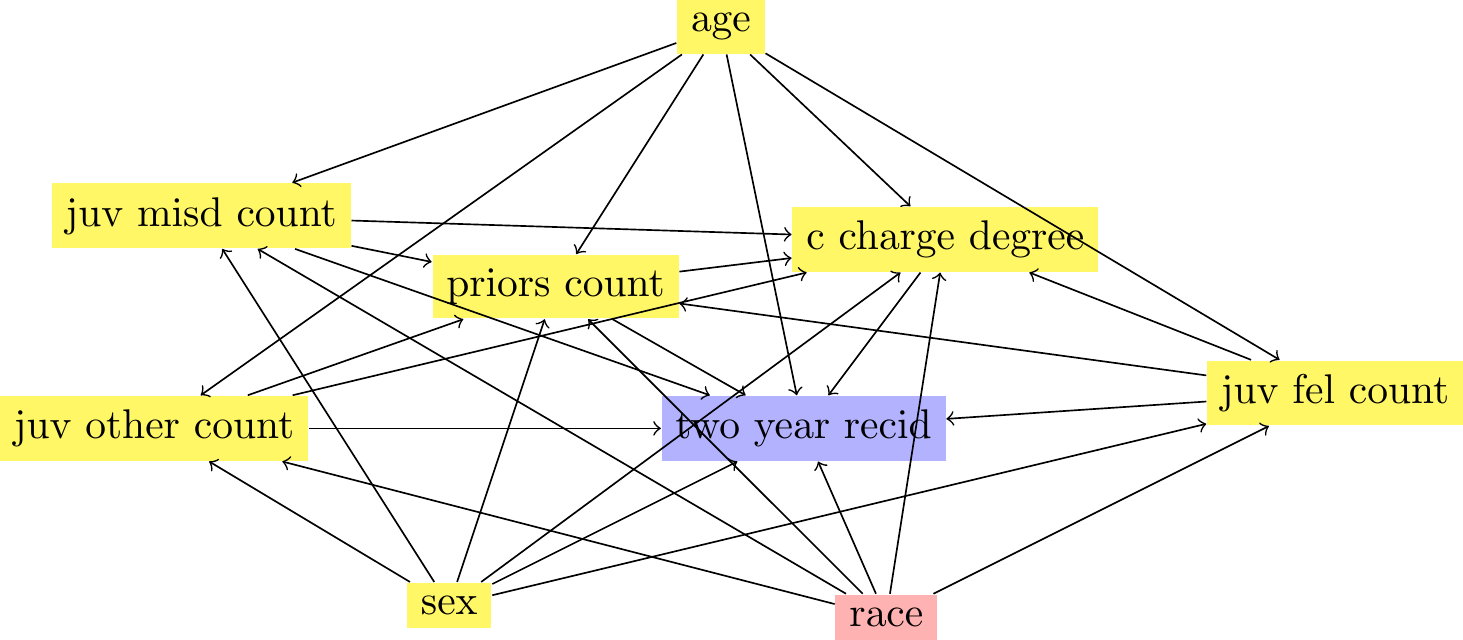 age
juv misd count
c charge degree
priors count
juv fel count
juv other count
two year recid
sex
race